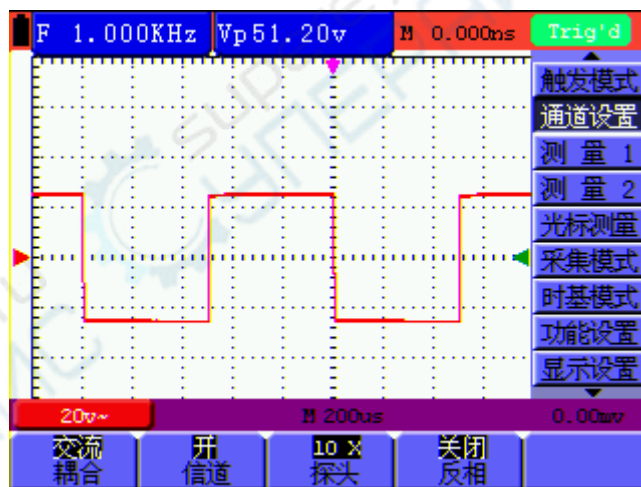 F 1.000KHz Vp51.20v M 0.000ns Trig'd
触发模式
通道设置
测 量 1
测 量 2
光标测量
采集模式
时基模式
功能设置
显示设置
20v~ M 200us 0.00mv
交流 开 10 X 关闭
耦合 信道 探头 反相